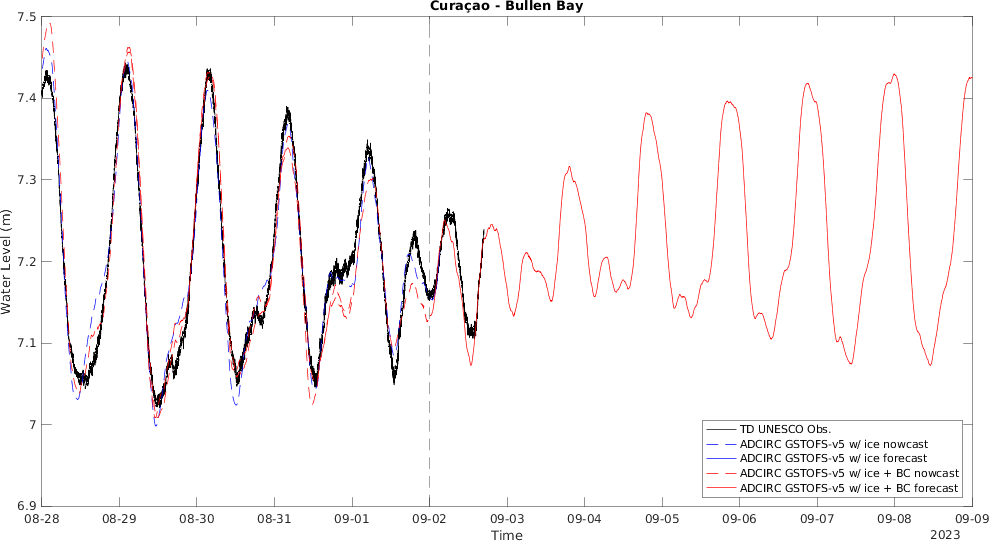 Curaçao - Bullen Bay
7.5
7.4
7.3
7.2
7.1
7
6.9
Water Level (m)
08-28 08-29 08-30 08-31 09-01 09-02 09-03 09-04 09-05 09-06 09-07 09-08 09-09
Time
2023
TD UNESCO Obs.
ADCIRC GSTOFS-v5 w/ ice nowcast
ADCIRC GSTOFS-v5 w/ ice forecast
ADCIRC GSTOFS-v5 w/ ice + BC nowcast
ADCIRC GSTOFS-v5 w/ ice + BC forecast